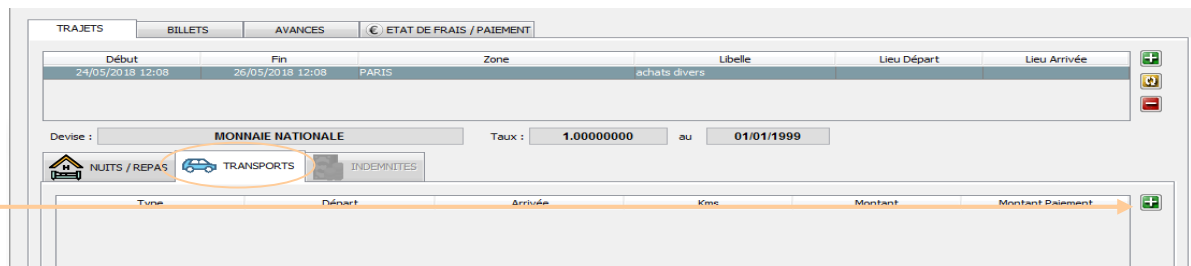 TRAJETS BILLETS AVANCES € ETAT DE FRAIS / PAIEMENT
Début Fin Zone Libelle Lieu Départ Lieu Arrivée
24/05/2018 12:08 26/05/2018 12:08 PARIS achats divers
Devise : MONNAIE NATIONALE Taux : 1.00000000 au 01/01/1999
H NUITS / REPAS TRANSPORTS INDEMNITES
Type Départ Arrivée Kms Montant Montant Paiement